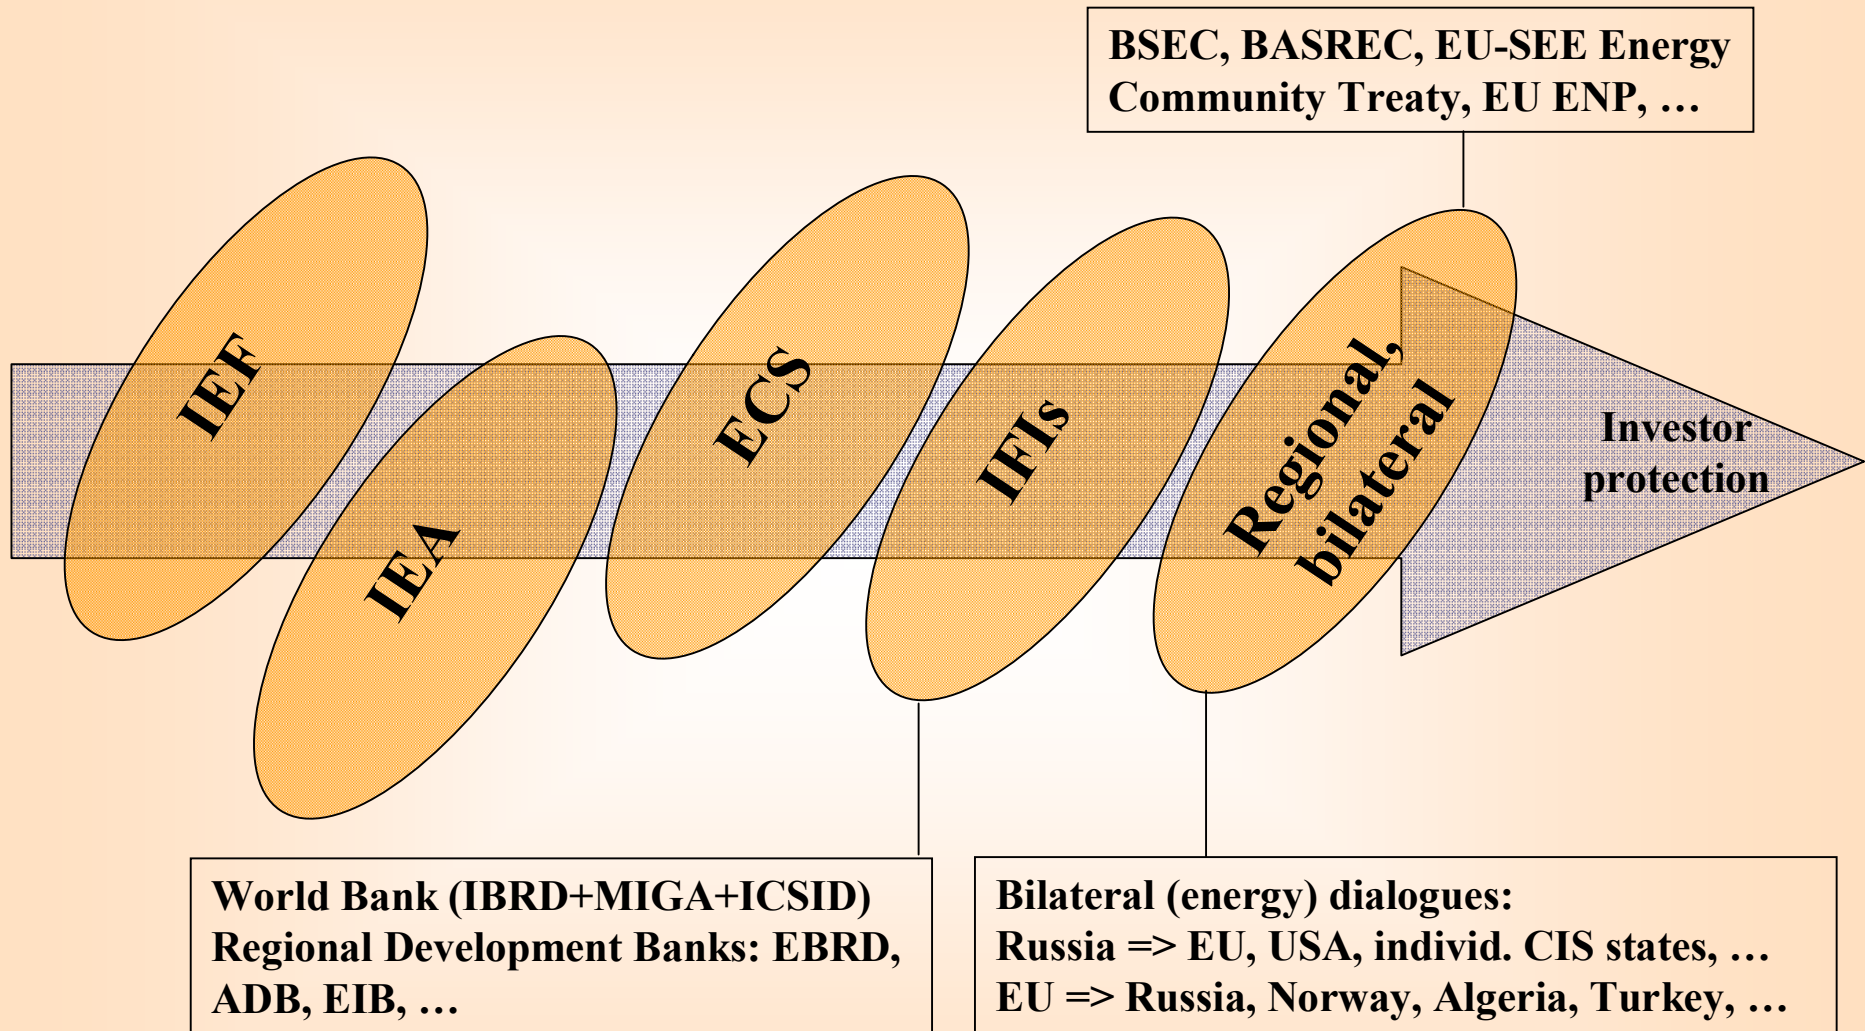 BSEC, BASREC, EU-SEE Energy
Community Treaty, EU ENP, …
IEF
IEA
ECS
IFIs
Regional,
bilateral
Investor
protection
World Bank (IBRD+MIGA+ICSID)
Regional Development Banks: EBRD,
ADB, EIB, …
Bilateral (energy) dialogues:
Russia => EU, USA, individ. CIS states, …
EU => Russia, Norway, Algeria, Turkey, …